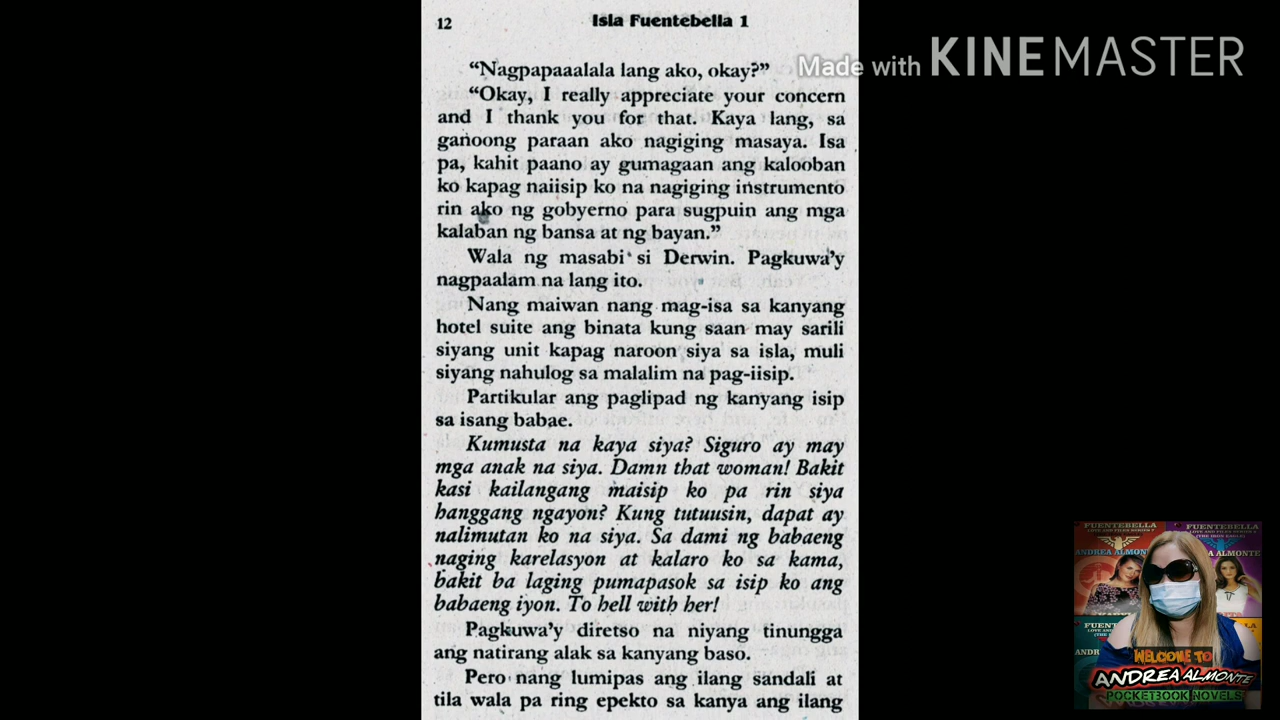 12
Isla Fuentebella 1
Made with KINEMASTER
“Nagpapaaalala lang ako, okay?”
“Okay, I really appreciate your concern
and I thank you for that. Kaya lang, sa
ganoong paraan ako nagiging masaya. Isa
pa, kahit paano ay gumagaan ang kalooban
ko kapag naiisip ko na nagiging instrumento
rin ako ng gobyerno para sugpuin ang mga
kalaban ng bansa at ng bayan.”
Wala ng masabi si Derwin. Pagkuwa’y
nagpaalam na lang ito.
Nang maiwan nang mag-isa sa kanyang
hotel suite ang binata kung saan may sarili
siyang unit kapag naroon siya sa isla, muli
siyang nahulog sa malalim na pag-iisip.
Partikular ang paglipad ng kanyang isip
sa isang babae.
Kumusta na kaya siya? Siguro ay may
mga anak na siya. Damn that woman! Bakit
kasi kailangang maisip ko pa rin siya
hanggang ngayon? Kung tutuusin, dapat ay
nalimutan ko na siya. Sa dami ng babaeng
naging karelasyon at kalaro ko sa kama,
bakit ba laging pumapasok sa isip ko ang
babaeng iyon. To hell with her!
Pagkuwa’y diretso na niyang tinungga
ang natirang alak sa kanyang baso.
Pero nang lumipas ang ilang sandali at
tila wala pa ring epekto sa kanya ang ilang
FUENTEBELLA
FUENTEBELLA
ANDREA ALMONT
ALMONTE
FUENT
ANDR
WELCOME TO
ANDREA ALMONTE
POCKETBOOK NOVELS